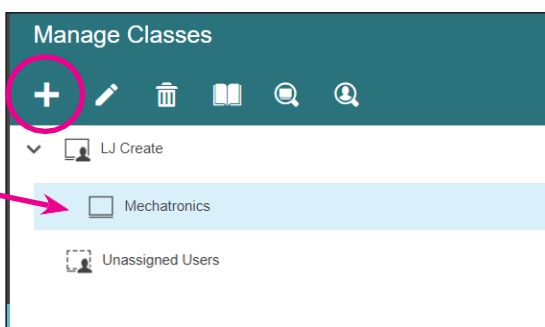 Manage Classes
LJ Create
Mechatronics
Unassigned Users